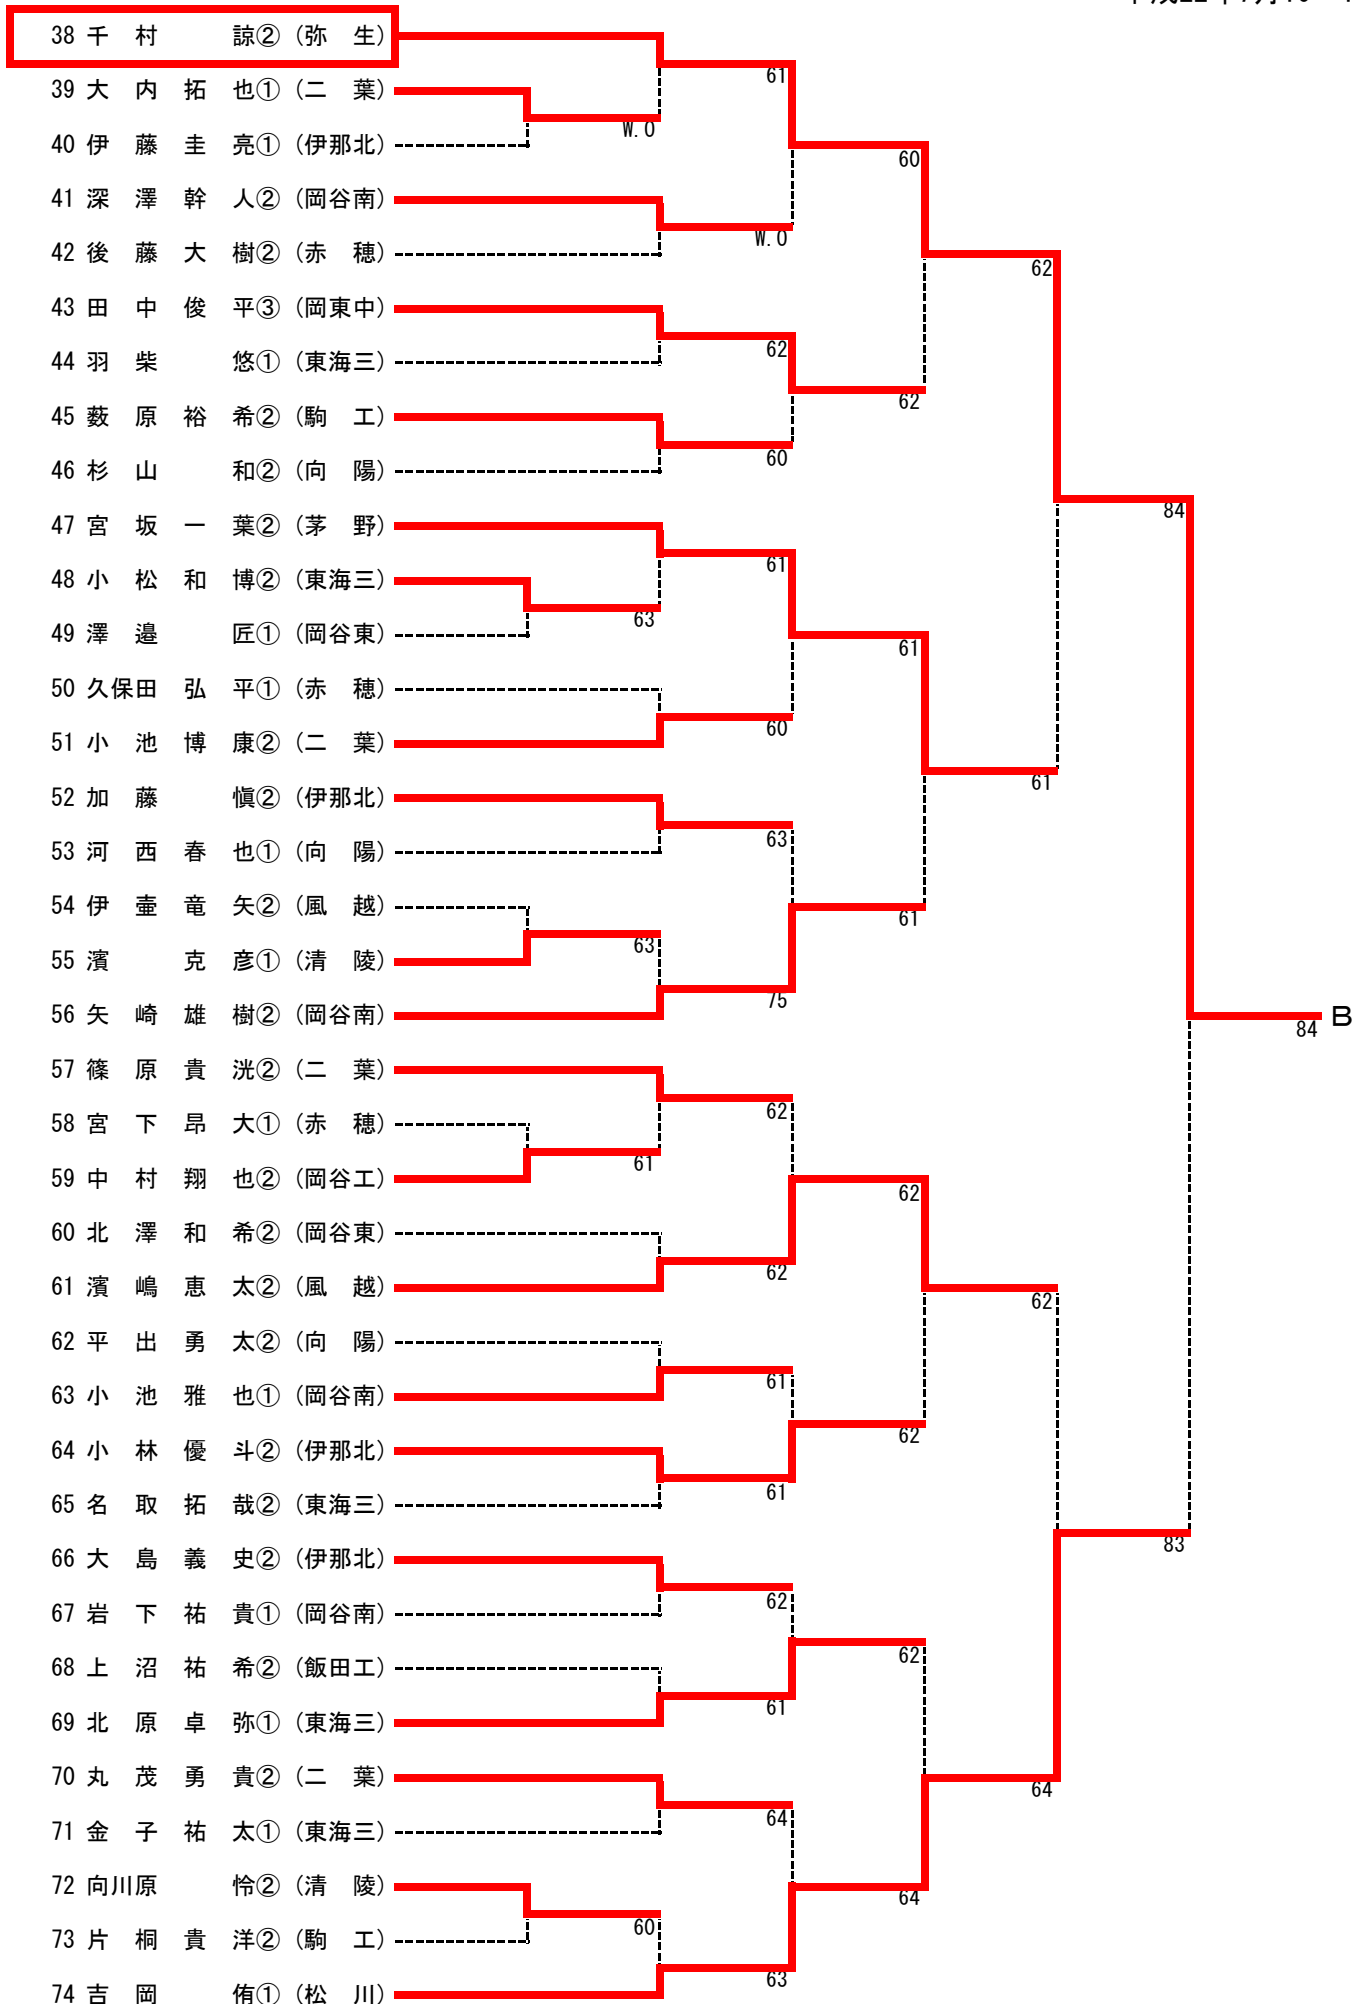 38 千 村 諒② (弥 生)
61
39 大 内 拓 也① (二 葉)
W.O
40 伊 藤 圭 亮① (伊那北)
60
41 深 澤 幹 人② (岡谷南)
W.O
42 後 藤 大 樹② (赤 穂)
62
43 田 中 俊 平③ (岡東中)
62
44 羽 柴 悠① (東海三)
62
45 薮 原 裕 希② (駒 工)
60
46 杉 山 和② (向 陽)
84
47 宮 坂 一 葉② (茅 野)
61
48 小 松 和 博② (東海三)
63
49 澤 邉 匠① (岡谷東)
61
50 久保田 弘 平① (赤 穂)
60
51 小 池 博 康② (二 葉)
61
52 加 藤 愼② (伊那北)
63
53 河 西 春 也① (向 陽)
54 伊 壷 竜 矢② (風 越)
61
63
55 濱 克 彦① (清 陵)
75
56 矢 崎 雄 樹② (岡谷南)
84 B
57 篠 原 貴 洸② (二 葉)
62
58 宮 下 昂 大① (赤 穂)
61
59 中 村 翔 也② (岡谷工)
62
60 北 澤 和 希② (岡谷東)
62
61 濱 嶋 恵 太② (風 越)
62
62 平 出 勇 太② (向 陽)
61
63 小 池 雅 也① (岡谷南)
62
64 小 林 優 斗② (伊那北)
61
65 名 取 拓 哉② (東海三)
83
66 大 島 義 史② (伊那北)
62
67 岩 下 祐 貴① (岡谷南)
62
68 上 沼 祐 希② (飯田工)
61
69 北 原 卓 弥① (東海三)
70 丸 茂 勇 貴② (二 葉)
64
64
71 金 子 祐 太① (東海三)
72 向川原 怜② (清 陵)
64
60
73 片 桐 貴 洋② (駒 工)
63
74 吉 岡 侑① (松 川)